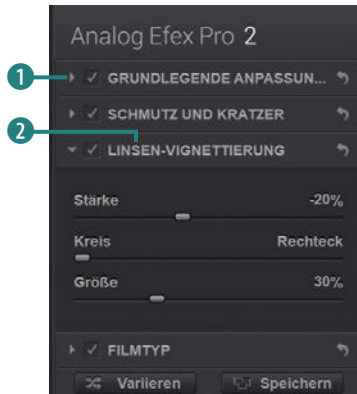 Analog Efex Pro 2
1 GRUNDLEGENDE ANPASSUN...
SCHMUTZ UND KRATZER
2
LINSEN-VIGNETTIERUNG
Stärke -20%
Kreis Rechteck
Größe 30%
FILMTYP
Variieren Speichern